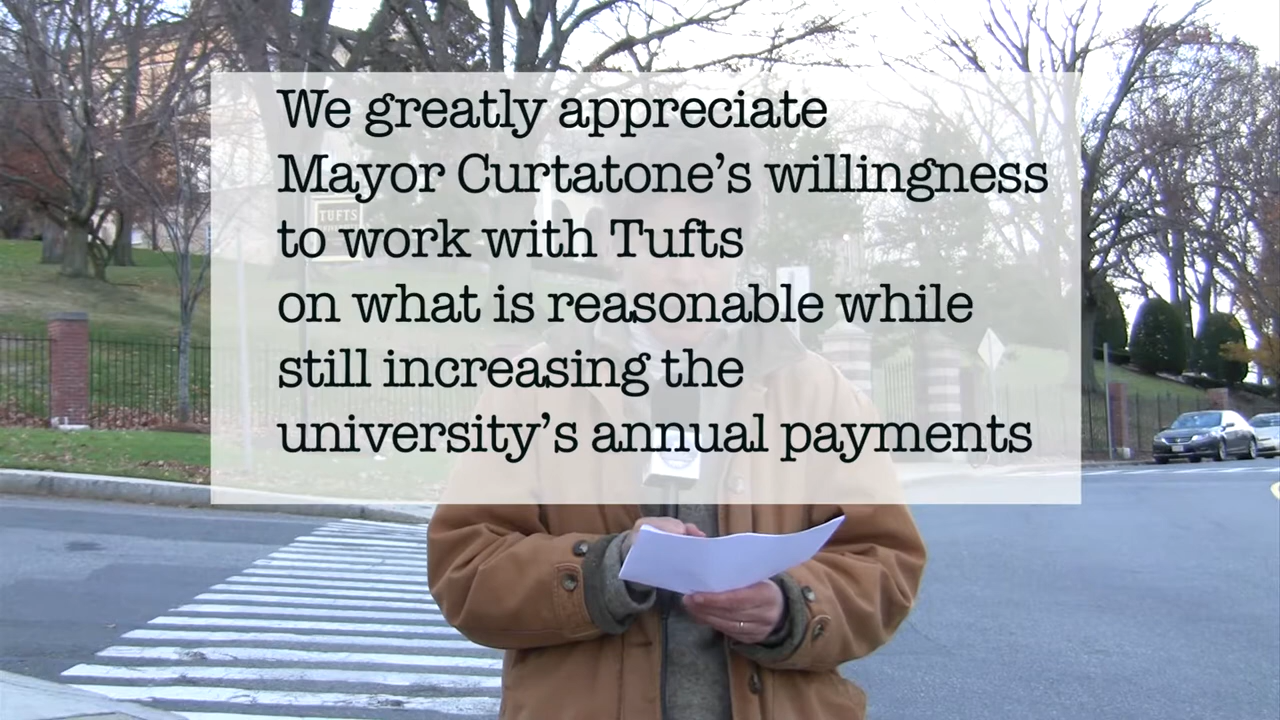 We greatly appreciate
Mayor Curtatone’s willingness
to work with Tufts
on what is reasonable while
still increasing the
university’s annual payments
TUFTS